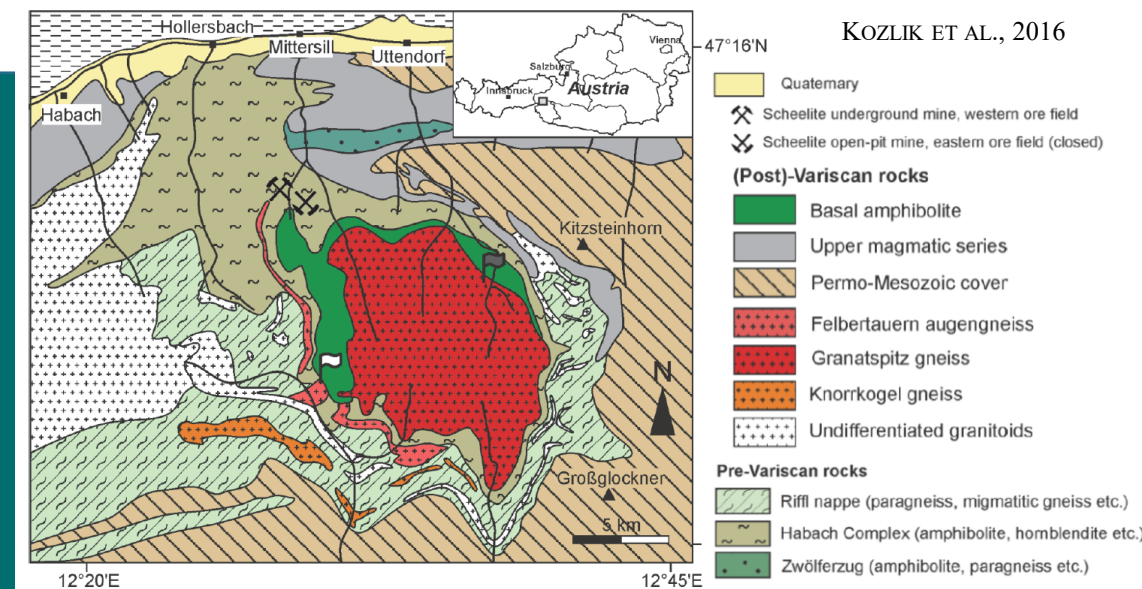 KOZLIK ET AL., 2016
Hollersbach
Mittersill
Uttendorf
Habach
Vienna
Salzburg
Innsbruck
Austria
47°16'N
Kitzsteinhorn
N
Großglockner
5 km
12°20'E
12°45'E
Quaternary
Scheelite underground mine, western ore field
Scheelite open-pit mine, eastern ore field (closed)
(Post)-Variscan rocks
Basal amphibolite
Upper magmatic series
Permo-Mesozoic cover
Felbertauern augengneiss
Granatspitz gneiss
Knorrkogel gneiss
Undifferentiated granitoids
Pre-Variscan rocks
Riffl nappe (paragneiss, migmatitic gneiss etc.)
Habach Complex (amphibolite, hornblendite etc.)
Zwölferzug (amphibolite, paragneiss etc.)